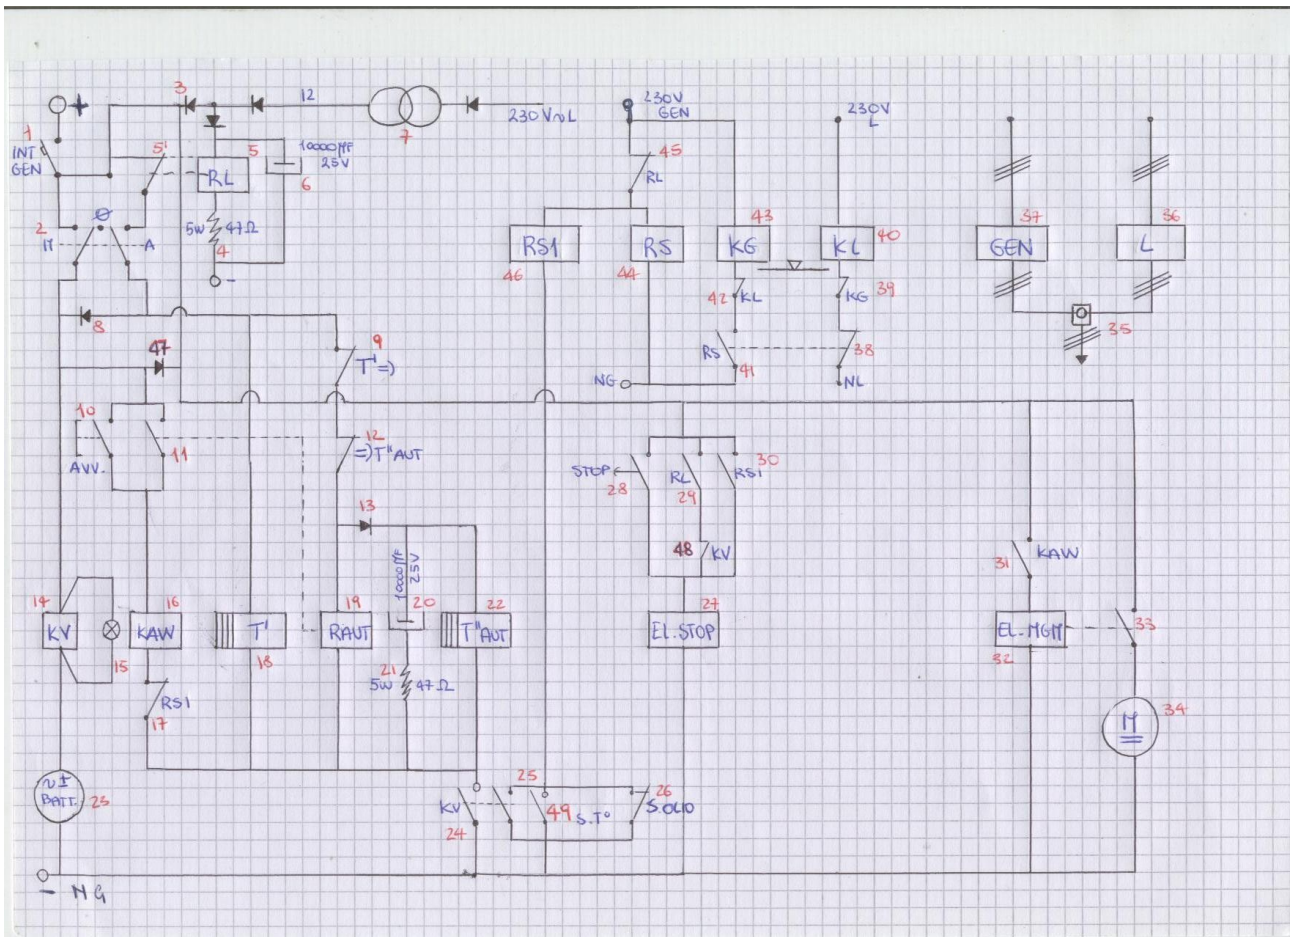 +
3
12
7
230V~L
230V
GEN
230V
L
1
INT
GEN
5'
5
RL
10000µF
25V
6
45
RL
2
0
M
A
5W
47Ω
4
-
RS1
46
RS
44
43
KG
KL
40
37
GEN
36
L
42
KL
39
KG
8
35
47
9
T'=)
RS
41
38
NG
NL
10
AVV.
11
12
=)T"AUT
STOP
28
RL
29
30
RS1
13
10000µF
25V
48
KV
31
KAVV
14
KV
15
16
KAVV
T'
18
19
RAUT
20
22
T"AUT
27
EL.STOP
EL.MGM
32
33
21
5W
47Ω
RS1
17
34
M
~±
BATT.
23
KV
24
25
49
S.T°
26
S.OLIO
- MG